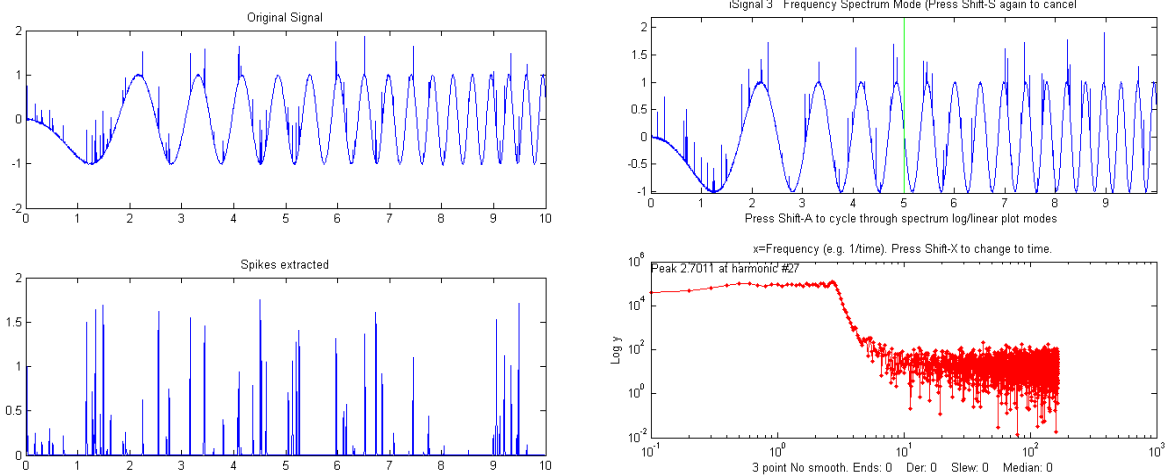 Original Signal
2
1
0
-1
2
0 1 2 3 4 5 6 7 8 9 10
Spikes extracted
2
1.5
1
0.5
0
0 1 2 3 4 5 6 7 8 9 10
iSignal 3 Frequency Spectrum Mode (Press Shift-S again to cancel
2
1.5
1
0.5
0
-0.5
-1
0 1 2 3 4 5 6 7 8 9
Press Shift-A to cycle through spectrum log/linear plot modes
x=Frequency (e.g. 1/time). Press Shift-X to change to time.
Peak 2.7011 at harmonic #27
Log y
10^6
10^4
10^2
10^0
10^-2
10^-1 10^0 10^1 10^2 10^3
3 point No smooth. Ends: 0 Der: 0 Slew: 0 Median: 0